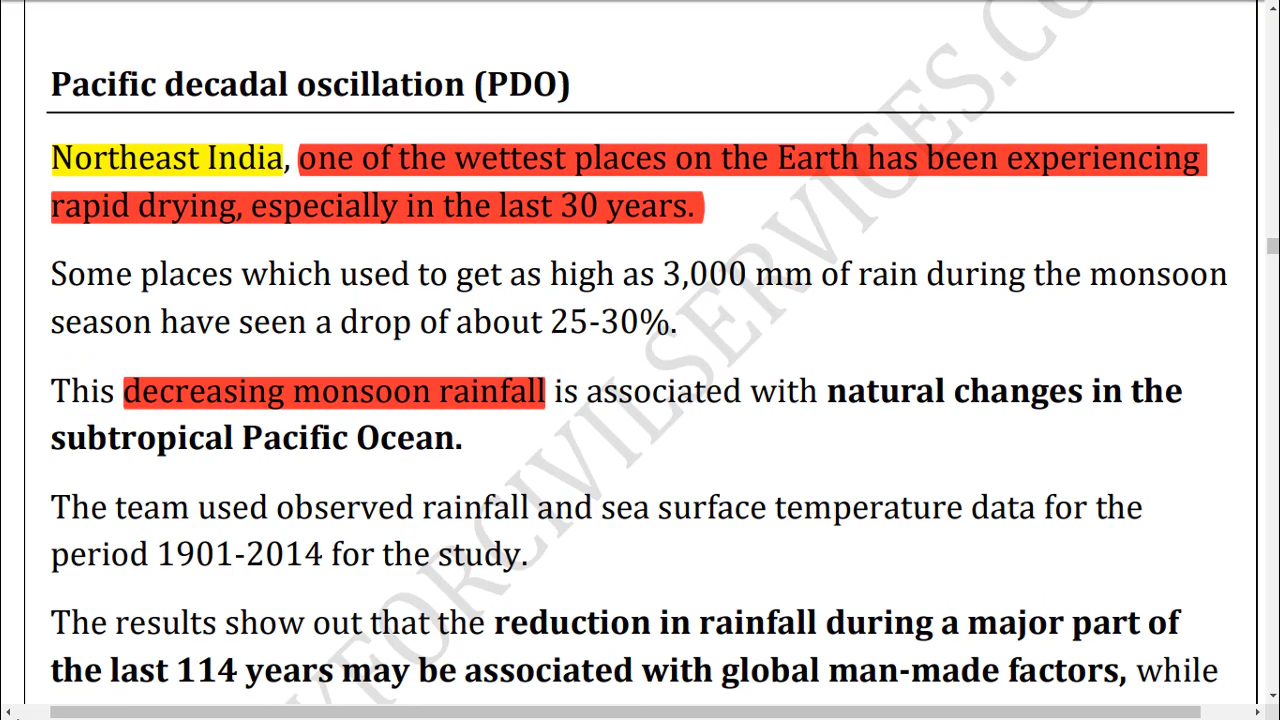 Pacific decadal oscillation (PDO)
Northeast India, one of the wettest places on the Earth has been experiencing
rapid drying, especially in the last 30 years.
Some places which used to get as high as 3,000 mm of rain during the monsoon
season have seen a drop of about 25-30%.
This decreasing monsoon rainfall is associated with natural changes in the
subtropical Pacific Ocean.
The team used observed rainfall and sea surface temperature data for the
period 1901-2014 for the study.
The results show out that the reduction in rainfall during a major part of
the last 114 years may be associated with global man-made factors, while